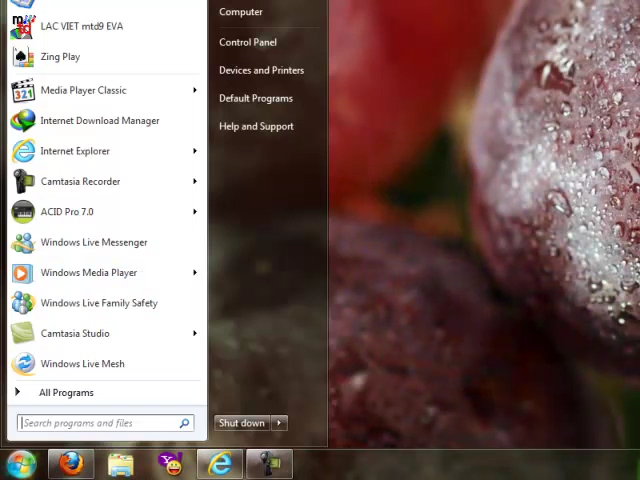 LAC VIET mtd9 EVA
Zing Play
Media Player Classic
Internet Download Manager
Internet Explorer
Camtasia Recorder
ACID Pro 7.0
Windows Live Messenger
Windows Media Player
Windows Live Family Safety
Camtasia Studio
Windows Live Mesh
All Programs
Search programs and files
Computer
Control Panel
Devices and Printers
Default Programs
Help and Support
Shut down